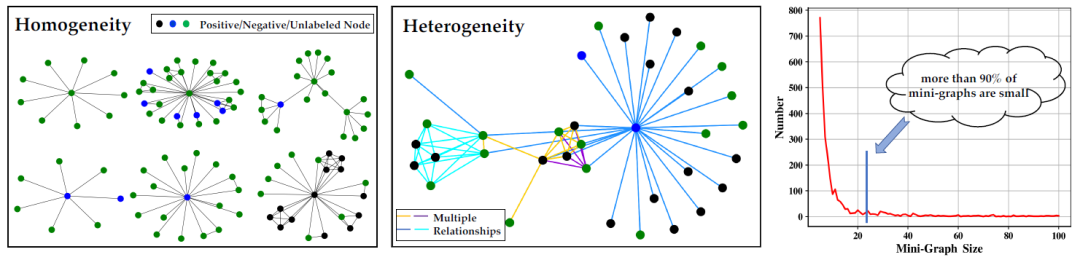 Homogeneity
Positive/Negative/Unlabeled Node
Heterogeneity
Multiple
Relationships
800
700
600
500
400
300
200
100
0
Number
more than 90% of
mini-graphs are small
20
40
60
80
100
Mini-Graph Size